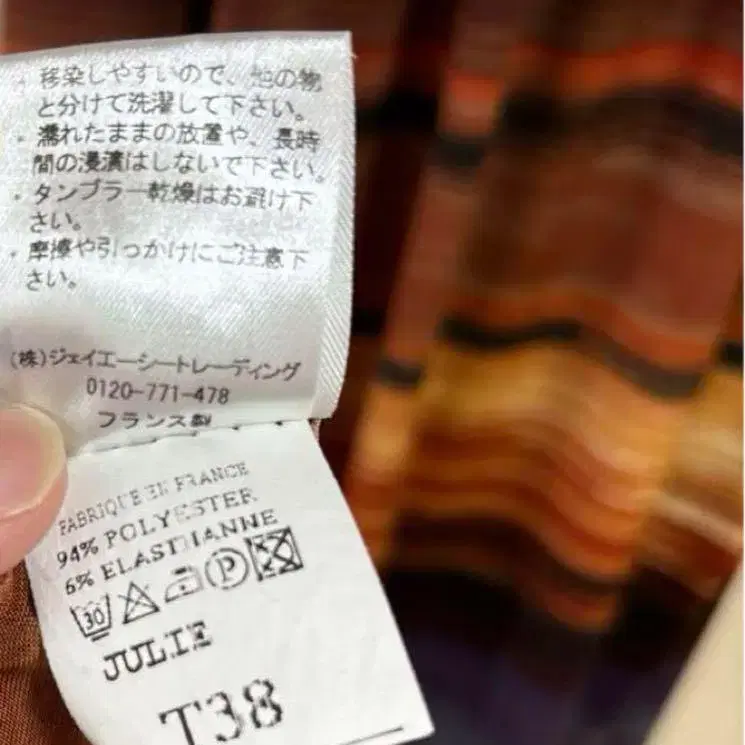 ・移染しやすいので、他の物
と分けて洗濯して下さい。
・濡れたままの放置や、長時
間の浸漬はしないで下さい。
・タンブラー乾燥はお避け下
さい。
・摩擦や引っかけにご注意下
さい。
(株)ジェイエーシートレーディング
0120-771-478
フランス製
FABRIQUE EN FRANCE
94% POLYESTER
6% ELASTHANNE
30 P
JULIE
T38